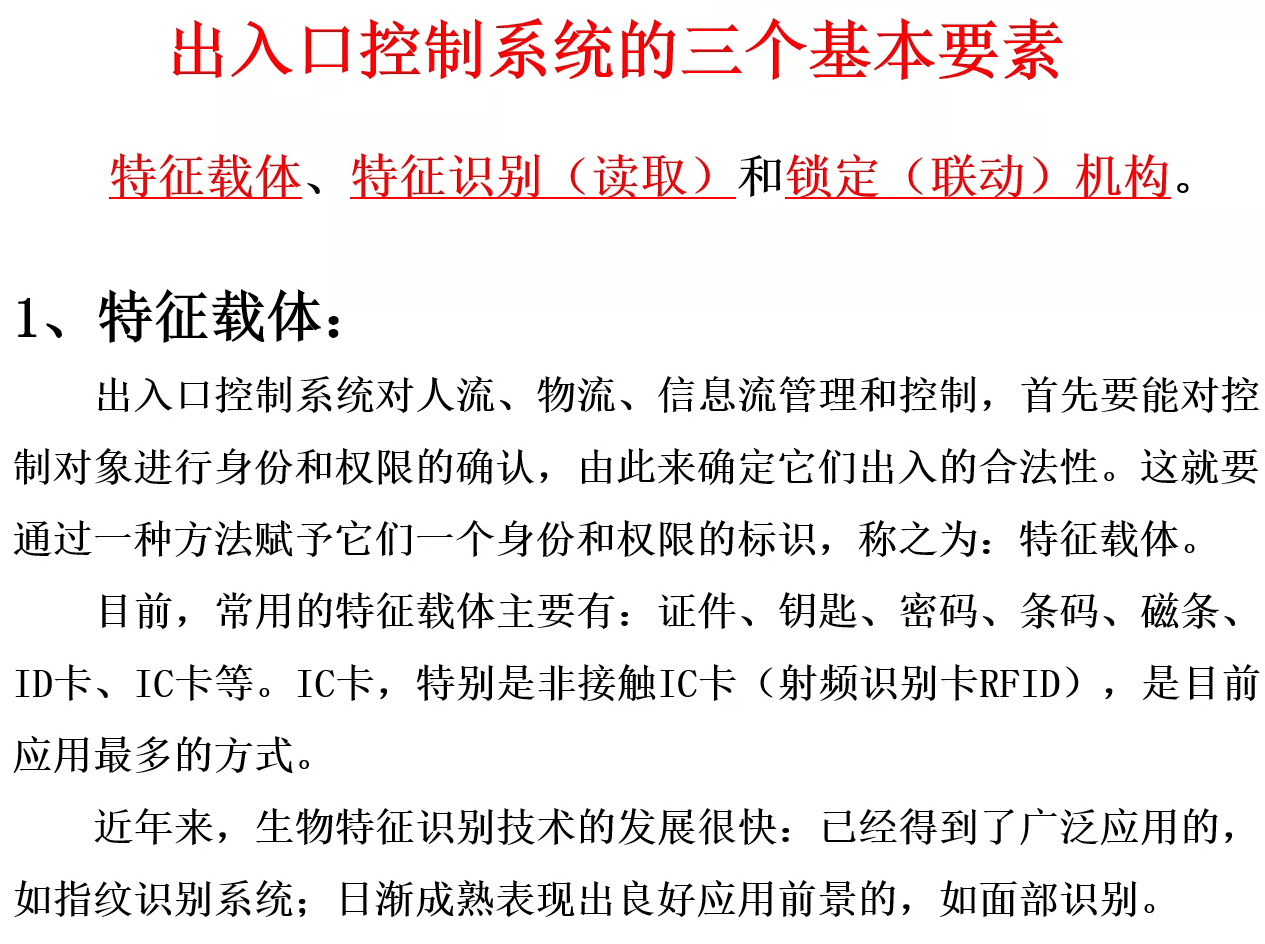 出入口控制系统的三个基本要素
特征载体、特征识别（读取）和锁定（联动）机构。
1、特征载体：
出入口控制系统对人流、物流、信息流管理和控制，首先要能对控
制对象进行身份和权限的确认，由此来确定它们出入的合法性。这就要
通过一种方法赋予它们一个身份和权限的标识，称之为：特征载体。
目前，常用的特征载体主要有：证件、钥匙、密码、条码、磁条、
ID卡、IC卡等。IC卡，特别是非接触IC卡（射频识别卡RFID），是目前
应用最多的方式。
近年来，生物特征识别技术的发展很快：已经得到了广泛应用的，
如指纹识别系统；日渐成熟表现出良好应用前景的，如面部识别。